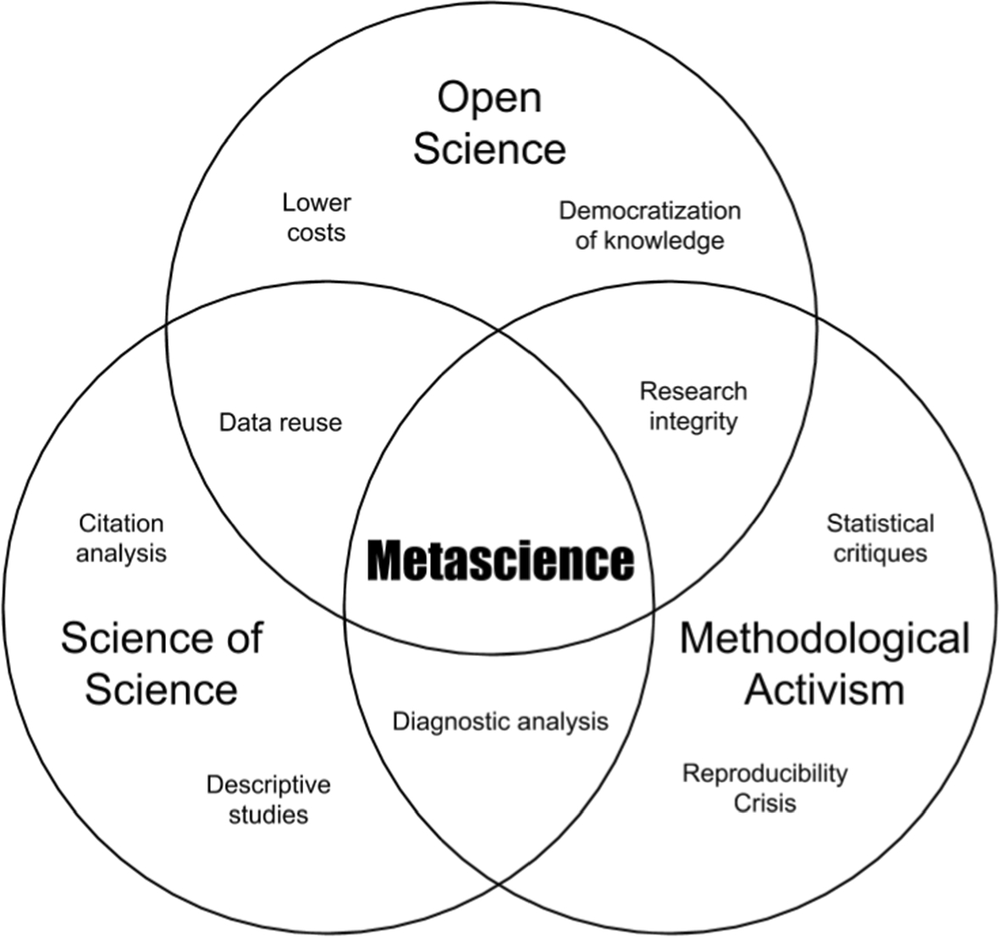 Open
Science
Lower
costs
Democratization
of knowledge
Data reuse
Research
integrity
Citation
analysis
Statistical
critiques
Metascience
Science of
Science
Methodological
Activism
Diagnostic analysis
Descriptive
studies
Reproducibility
Crisis